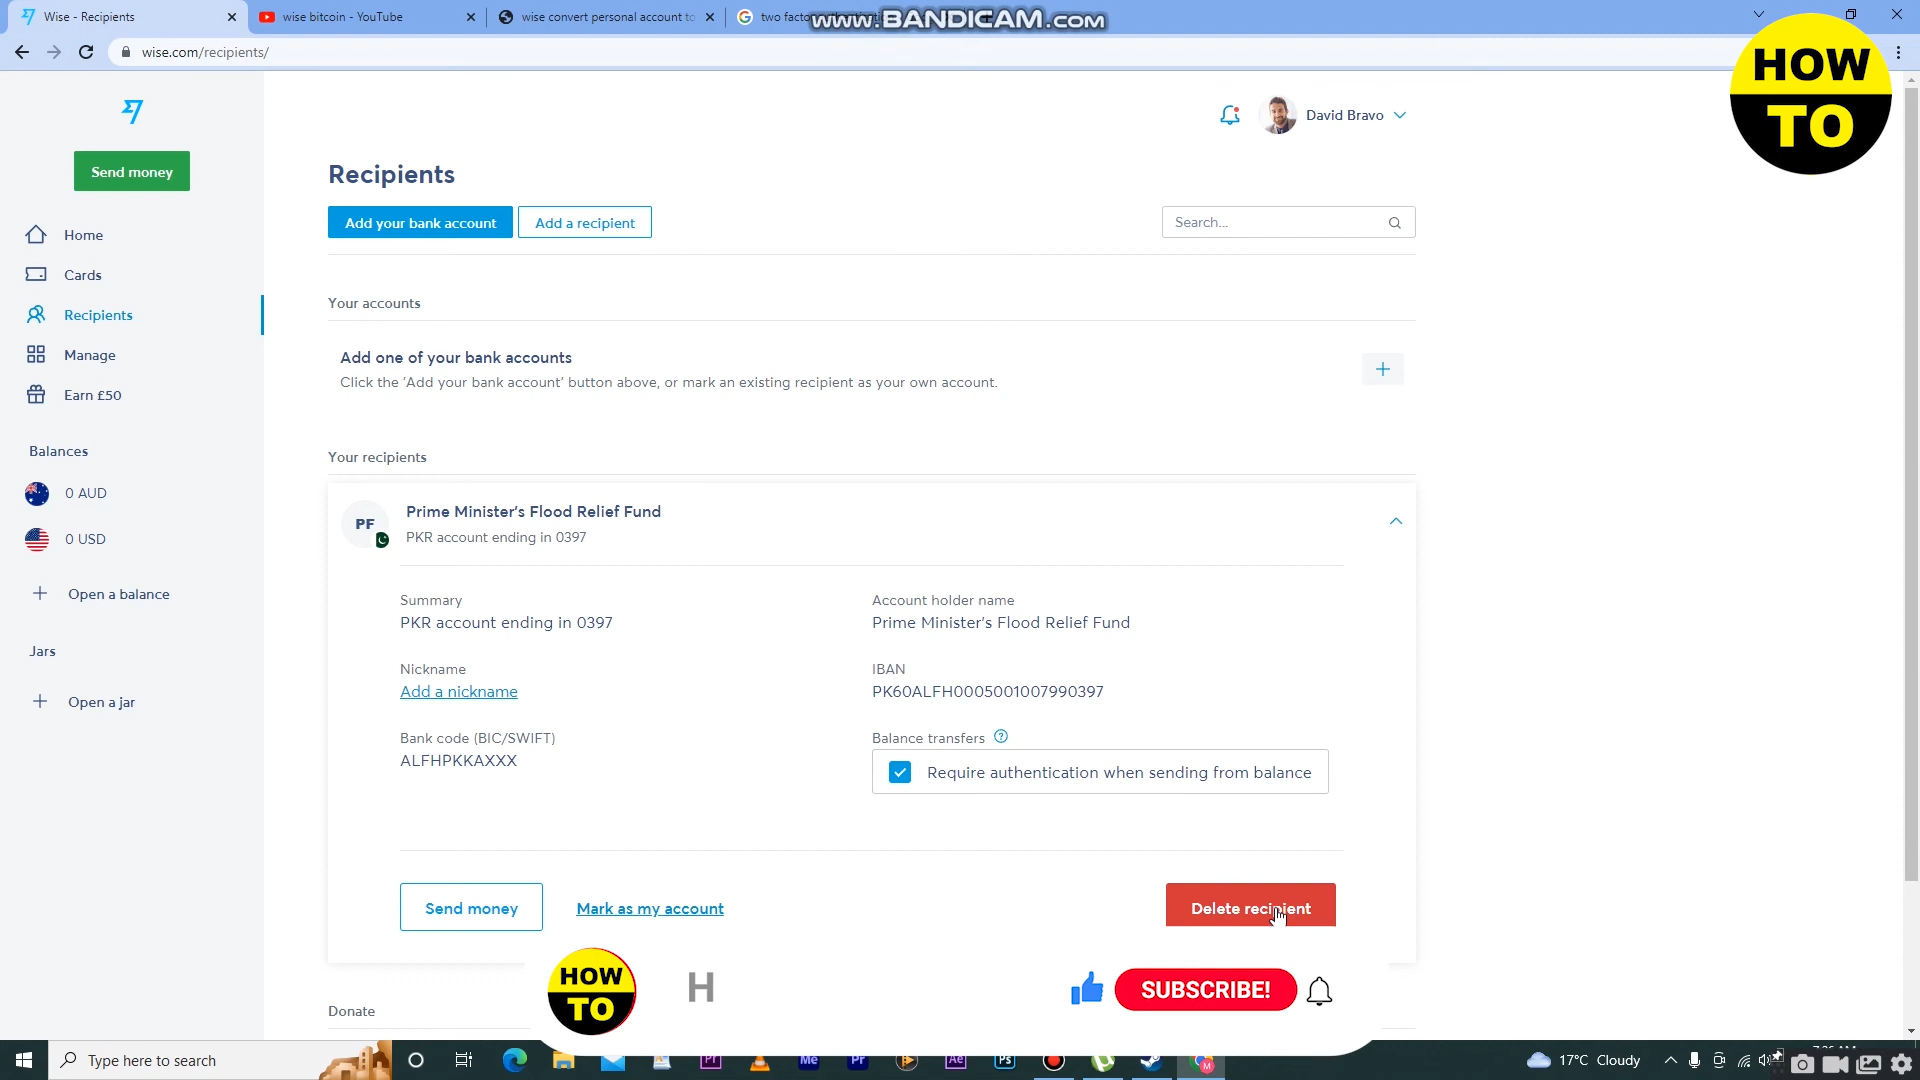 Wise - Recipients
wise bitcoin - YouTube
wise convert personal account to
two facto
www.BANDICAM.com
wise.com/recipients/
HOW
TO
David Bravo
Send money
Recipients
Add your bank account
Add a recipient
Search...
Home
Cards
Recipients
Manage
Earn £50
Your accounts
Add one of your bank accounts
Click the 'Add your bank account' button above, or mark an existing recipient as your own account.
Balances
0 AUD
0 USD
Open a balance
Jars
Open a jar
Your recipients
PF
Prime Minister's Flood Relief Fund
PKR account ending in 0397
Summary
PKR account ending in 0397
Account holder name
Prime Minister's Flood Relief Fund
Nickname
Add a nickname
IBAN
PK60ALFH0005001007990397
Bank code (BIC/SWIFT)
ALFHPKKAXXX
Balance transfers
Require authentication when sending from balance
Send money
Mark as my account
Delete recipient
HOW
TO
H
SUBSCRIBE!
Donate
Type here to search
Pr
Me
Pr
Ae
Ps
M
17°C Cloudy